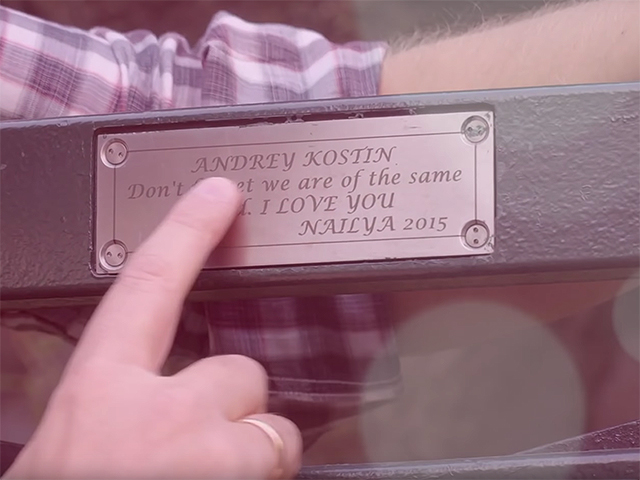 ANDREY KOSTIN
Don't we are of the same
I LOVE YOU
NAILYA 2015